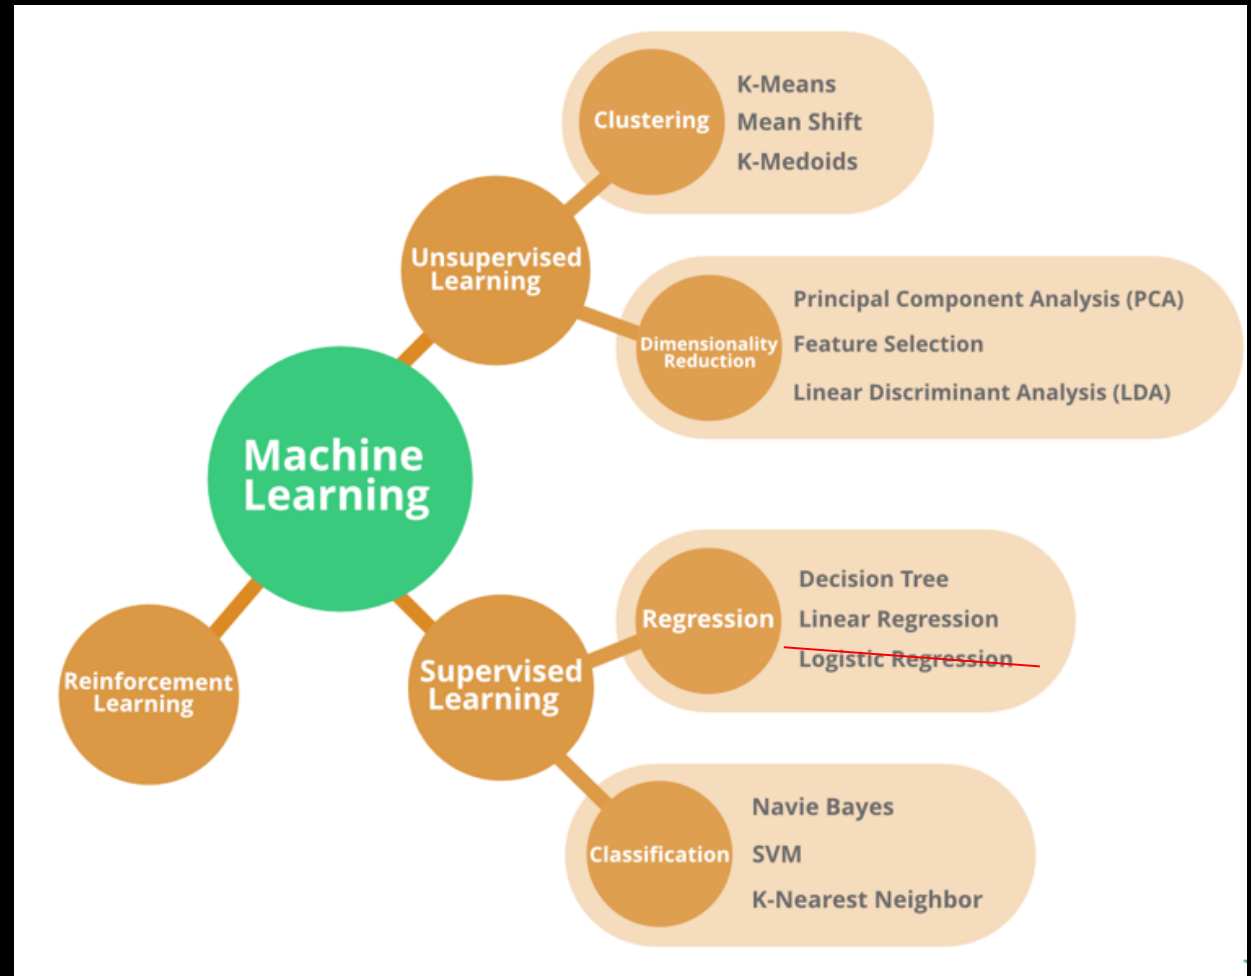 Clustering
K-Means
Mean Shift
K-Medoids
Unsupervised
Learning
Dimensionality
Reduction
Principal Component Analysis (PCA)
Feature Selection
Linear Discriminant Analysis (LDA)
Machine
Learning
Reinforcement
Learning
Supervised
Learning
Regression
Decision Tree
Linear Regression
Logistic Regression
Classification
Navie Bayes
SVM
K-Nearest Neighbor